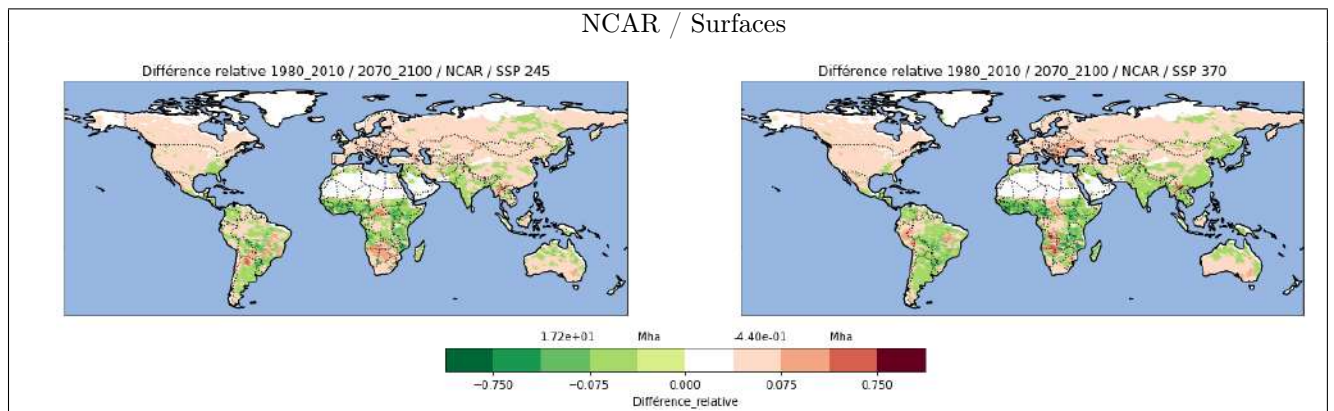 NCAR / Surfaces
Différence relative 1980_2010 / 2070_2100 / NCAR / SSP 245
Différence relative 1980_2010 / 2070_2100 / NCAR / SSP 370
1.72e+01 Mha -4.40e-01 Mha
−0.750 −0.075 0.000 0.075 0.750
Différence_relative